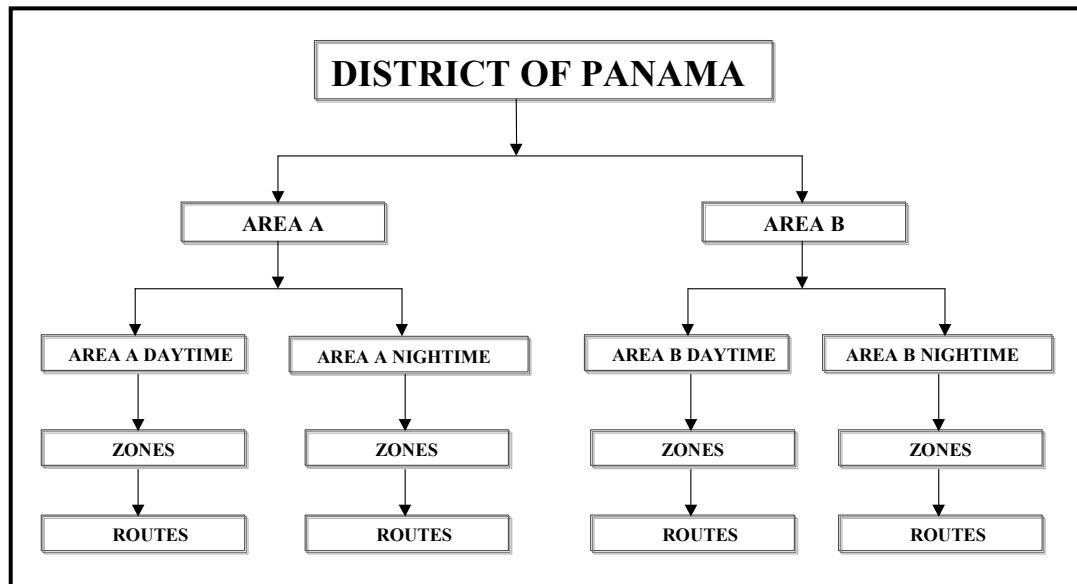 DISTRICT OF PANAMA
AREA A
AREA B
AREA A DAYTIME
AREA A NIGHTIME
AREA B DAYTIME
AREA B NIGHTIME
ZONES
ZONES
ZONES
ZONES
ROUTES
ROUTES
ROUTES
ROUTES